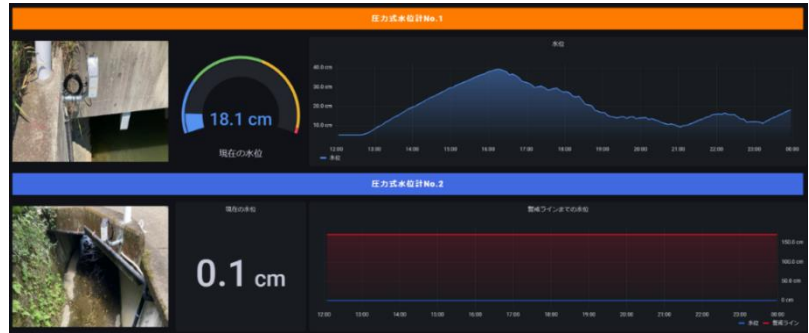 圧力式水位計No.1
水位
40.0 cm
30.0 cm
20.0 cm
10.0 cm
18.1 cm
現在の水位
12:00 13:00 14:00 15:00 16:00 17:00 18:00 19:00 20:00 21:00 22:00 23:00 00:00
水位
圧力式水位計No.2
現在の水位
警戒ラインまでの水位
0.1 cm
150.0 cm
100.0 cm
50.0 cm
0 cm
12:00 13:00 14:00 15:00 16:00 17:00 18:00 19:00 20:00 21:00 22:00 23:00 00:00
水位 警戒ライン